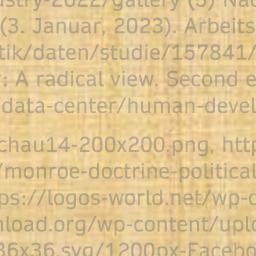 ustry-2022/gallery (5) Nat
(3. Januar, 2023). Arbeits
tik/daten/studie/157841/
: A radical view. Second e
data-center/human-devel
chau14-200x200.png, http
/monroe-doctrine-political
ps://logos-world.net/wp-c
nload.org/wp-content/uplo
36x36.svg/1200px-Facebo